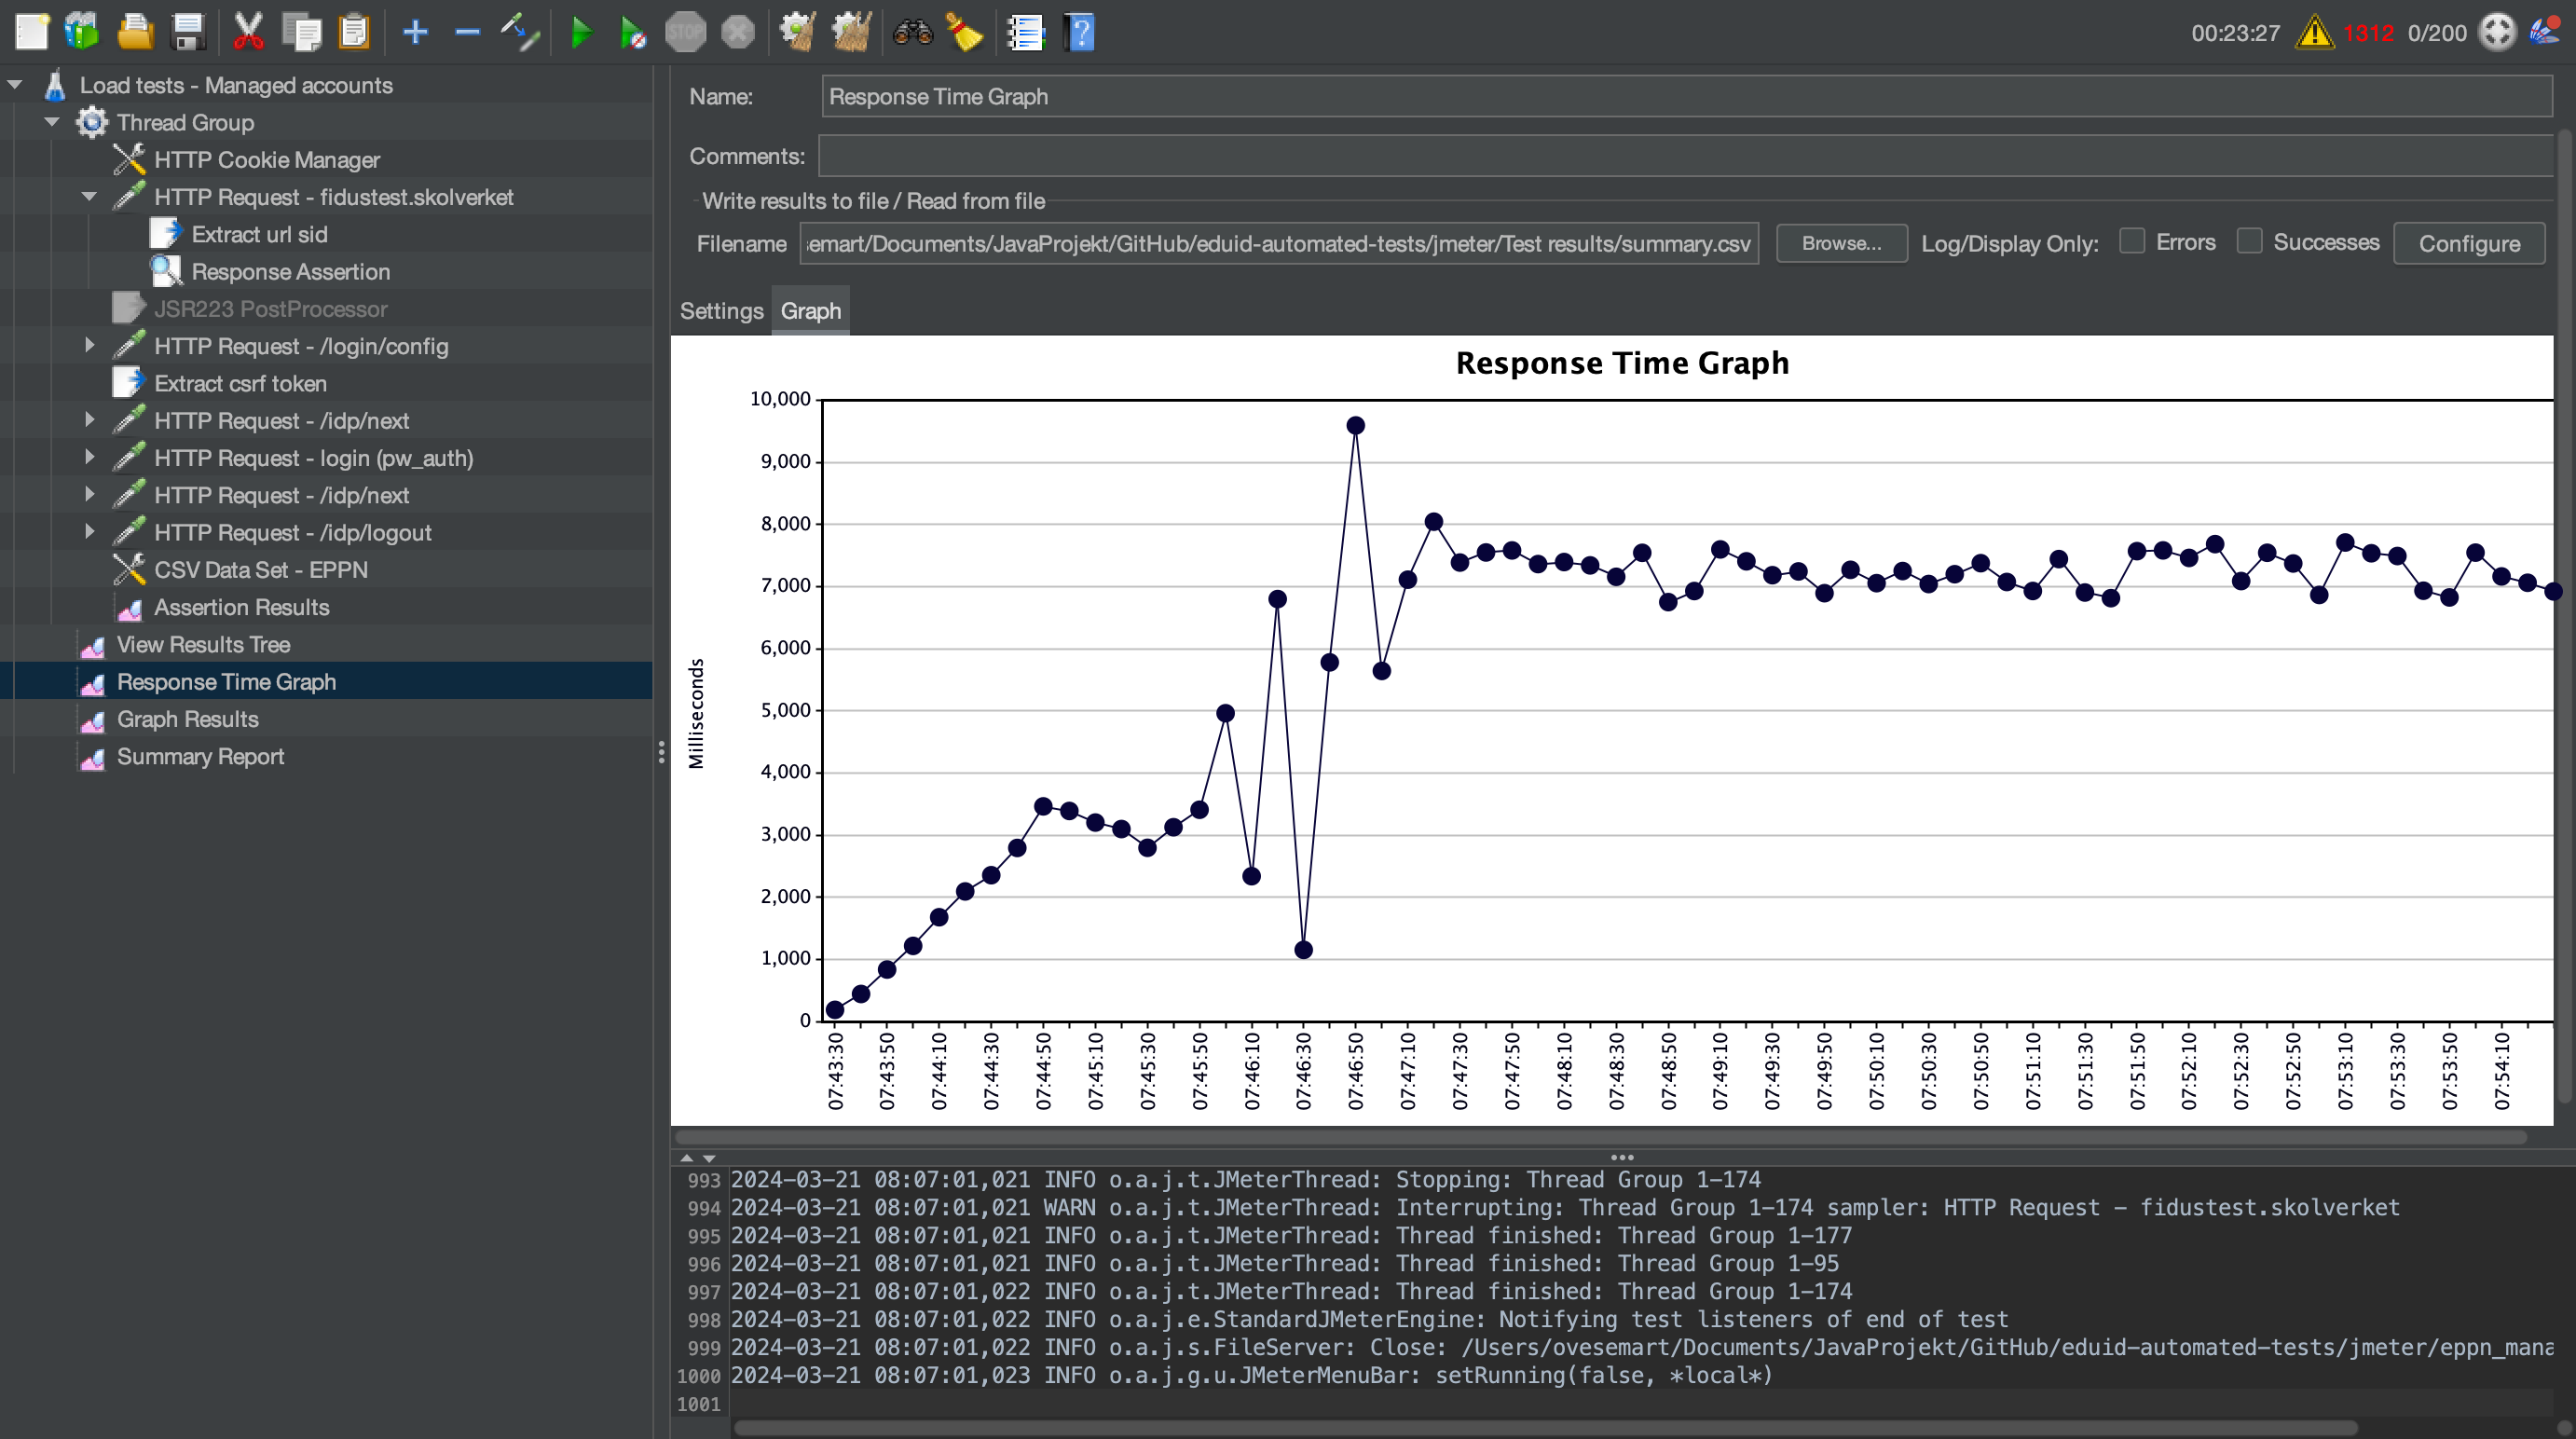 STOP
00:23:27 1312 0/200
Load tests - Managed accounts
Thread Group
HTTP Cookie Manager
HTTP Request - fidustest.skolverket
Extract url sid
Response Assertion
JSR223 PostProcessor
HTTP Request - /login/config
Extract csrf token
HTTP Request - /idp/next
HTTP Request - login (pw_auth)
HTTP Request - /idp/next
HTTP Request - /idp/logout
CSV Data Set - EPPN
Assertion Results
View Results Tree
Response Time Graph
Graph Results
Summary Report
Name: Response Time Graph
Comments:
Write results to file / Read from file
Filename emart/Documents/JavaProjekt/GitHub/eduid-automated-tests/jmeter/Test results/summary.csv Browse... Log/Display Only: Errors Successes Configure
Settings Graph
Response Time Graph
Milliseconds
10,000
9,000
8,000
7,000
6,000
5,000
4,000
3,000
2,000
1,000
0
07:43:30 07:43:50 07:44:10 07:44:30 07:44:50 07:45:10 07:45:30 07:45:50 07:46:10 07:46:30 07:46:50 07:47:10 07:47:30 07:47:50 07:48:10 07:48:30 07:48:50 07:49:10 07:49:30 07:49:50 07:50:10 07:50:30 07:50:50 07:51:10 07:51:30 07:51:50 07:52:10 07:52:30 07:52:50 07:53:10 07:53:30 07:53:50 07:54:10
993 2024-03-21 08:07:01,021 INFO o.a.j.t.JMeterThread: Stopping: Thread Group 1-174
994 2024-03-21 08:07:01,021 WARN o.a.j.t.JMeterThread: Interrupting: Thread Group 1-174 sampler: HTTP Request - fidustest.skolverket
995 2024-03-21 08:07:01,021 INFO o.a.j.t.JMeterThread: Thread finished: Thread Group 1-177
996 2024-03-21 08:07:01,021 INFO o.a.j.t.JMeterThread: Thread finished: Thread Group 1-95
997 2024-03-21 08:07:01,022 INFO o.a.j.t.JMeterThread: Thread finished: Thread Group 1-174
998 2024-03-21 08:07:01,022 INFO o.a.j.e.StandardJMeterEngine: Notifying test listeners of end of test
999 2024-03-21 08:07:01,022 INFO o.a.j.s.FileServer: Close: /Users/ovesemart/Documents/JavaProjekt/GitHub/eduid-automated-tests/jmeter/eppn_mana
1000 2024-03-21 08:07:01,023 INFO o.a.j.g.u.JMeterMenuBar: setRunning(false, *local*)
1001